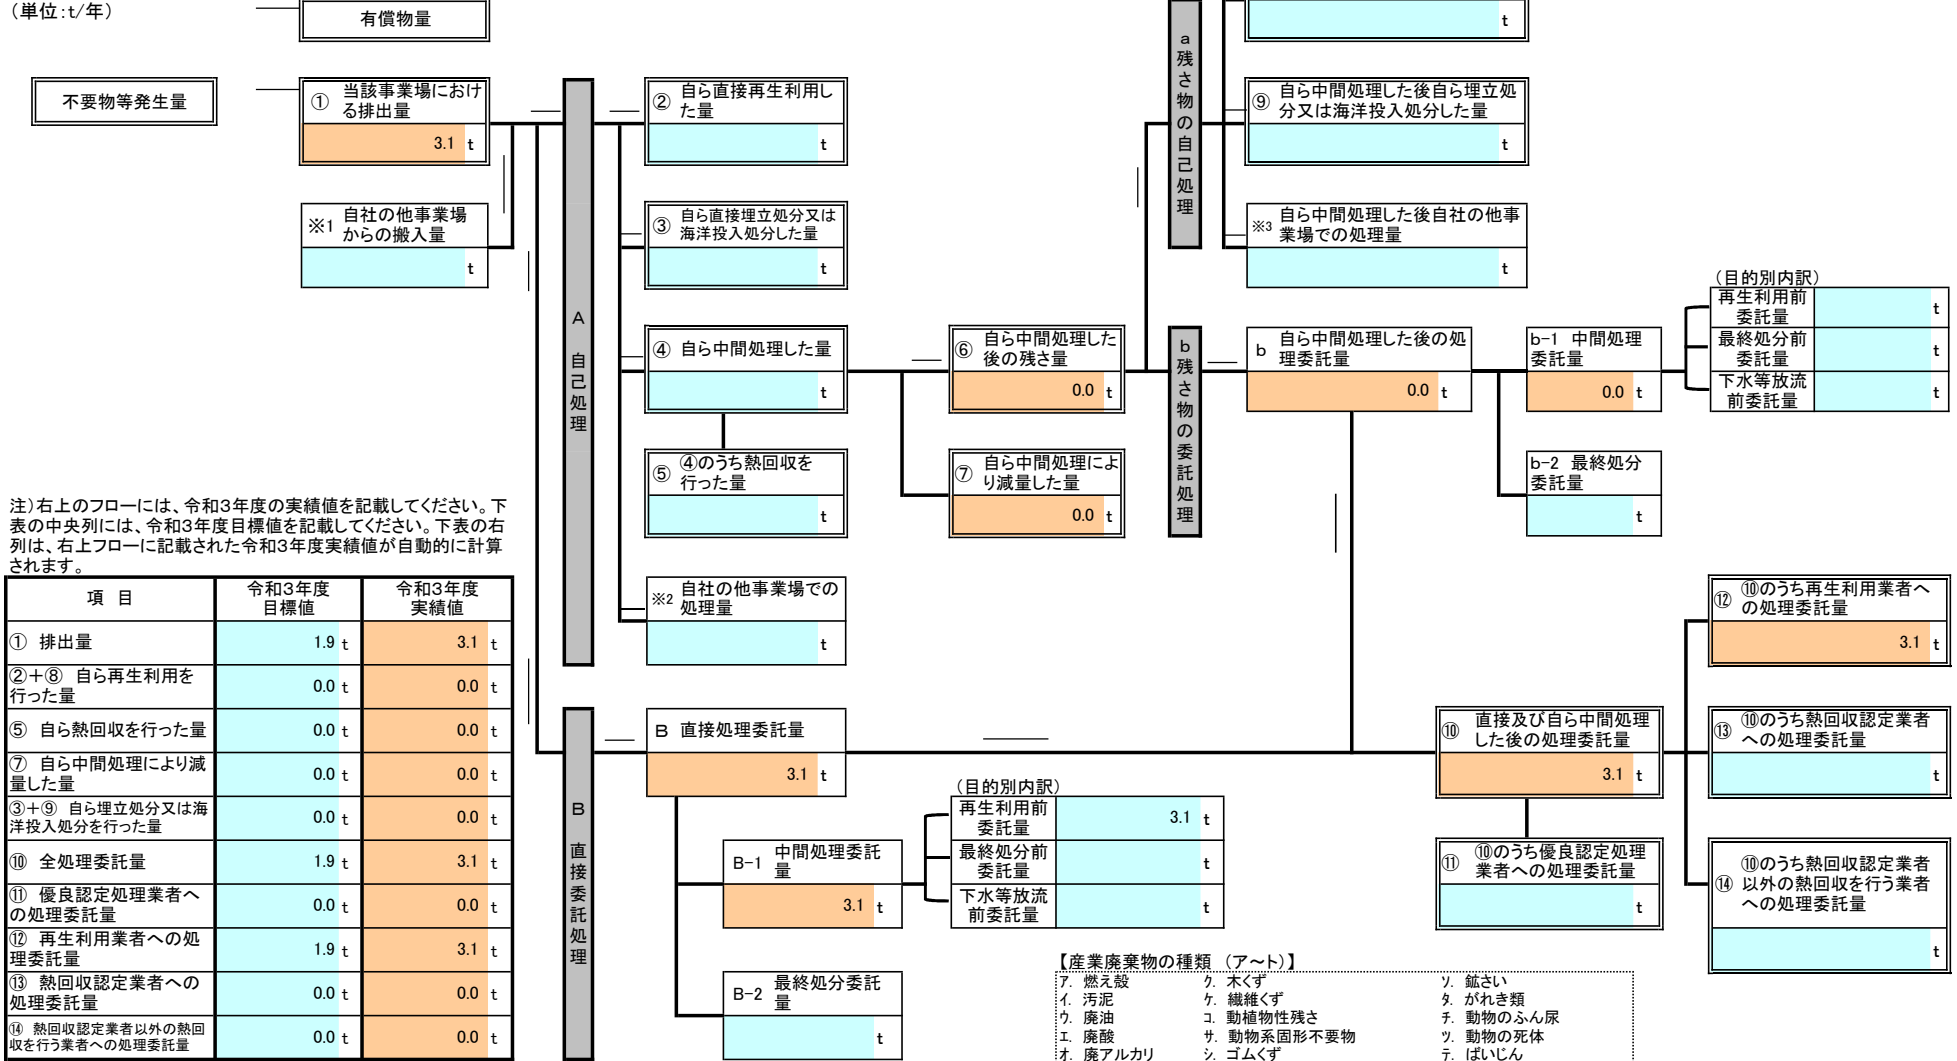 （単位：t/年）
有償物量
t
不要物等発生量
① 当該事業場におけ
る排出量
3.1 t
※1 自社の他事業場
からの搬入量
t
A 自己処理
② 自ら直接再生利用し
た量
t
③ 自ら直接埋立処分又は
海洋投入処分した量
t
④ 自ら中間処理した量
t
⑤ ④のうち熱回収を
行った量
t
※2 自社の他事業場での
処理量
t
⑥ 自ら中間処理した
後の残さ量
0.0 t
⑦ 自ら中間処理によ
り減量した量
0.0 t
a残さ物の自己処理
⑨ 自ら中間処理した後自ら埋立処
分又は海洋投入処分した量
t
※3 自ら中間処理した後自社の他事
業場での処理量
t
b残さ物の委託処理
b 自ら中間処理した後の処
理委託量
0.0 t
b-1 中間処理
委託量
0.0 t
b-2 最終処分
委託量
t
（目的別内訳）
再生利用前
委託量
t
最終処分前
委託量
t
下水等放流
前委託量
t
注）右上のフローには、令和3年度の実績値を記載してください。下
表の中央列には、令和3年度目標値を記載してください。下表の右
列は、右上フローに記載された令和3年度実績値が自動的に計算
されます。
項 目 令和3年度
目標値 令和3年度
実績値
① 排出量 1.9 t 3.1 t
②＋⑧ 自ら再生利用を
行った量 0.0 t 0.0 t
⑤ 自ら熱回収を行った量 0.0 t 0.0 t
⑦ 自ら中間処理により減
量した量 0.0 t 0.0 t
③＋⑨ 自ら埋立処分又は海
洋投入処分を行った量 0.0 t 0.0 t
⑩ 全処理委託量 1.9 t 3.1 t
⑪ 優良認定処理業者へ
の処理委託量 0.0 t 0.0 t
⑫ 再生利用業者への処
理委託量 1.9 t 3.1 t
⑬ 熱回収認定業者への
処理委託量 0.0 t 0.0 t
⑭ 熱回収認定業者以外の熱回
収を行う業者への処理委託量 0.0 t 0.0 t
B 直接委託処理
B 直接処理委託量
3.1 t
B-1 中間処理委託
量
3.1 t
B-2 最終処分委託
量
t
（目的別内訳）
再生利用前
委託量
3.1 t
最終処分前
委託量
t
下水等放流
前委託量
t
⑩ 直接及び自ら中間処理
した後の処理委託量
3.1 t
⑪ ⑩のうち優良認定処理
業者への処理委託量
t
⑫ ⑩のうち再生利用業者へ
の処理委託量
3.1 t
⑬ ⑩のうち熱回収認定業者
への処理委託量
t
⑭ ⑩のうち熱回収認定業者
以外の熱回収を行う業者
への処理委託量
t
【産業廃棄物の種類 （ア～ト）】
ア. 燃え殻 ク. 木くず ソ. 鉱さい
イ. 汚泥 ケ. 繊維くず タ. がれき類
ウ. 廃油 コ. 動植物性残さ チ. 動物のふん尿
エ. 廃酸 サ. 動物系固形不要物 ツ. 動物の死体
オ. 廃アルカリ シ. ゴムくず テ. ばいじん